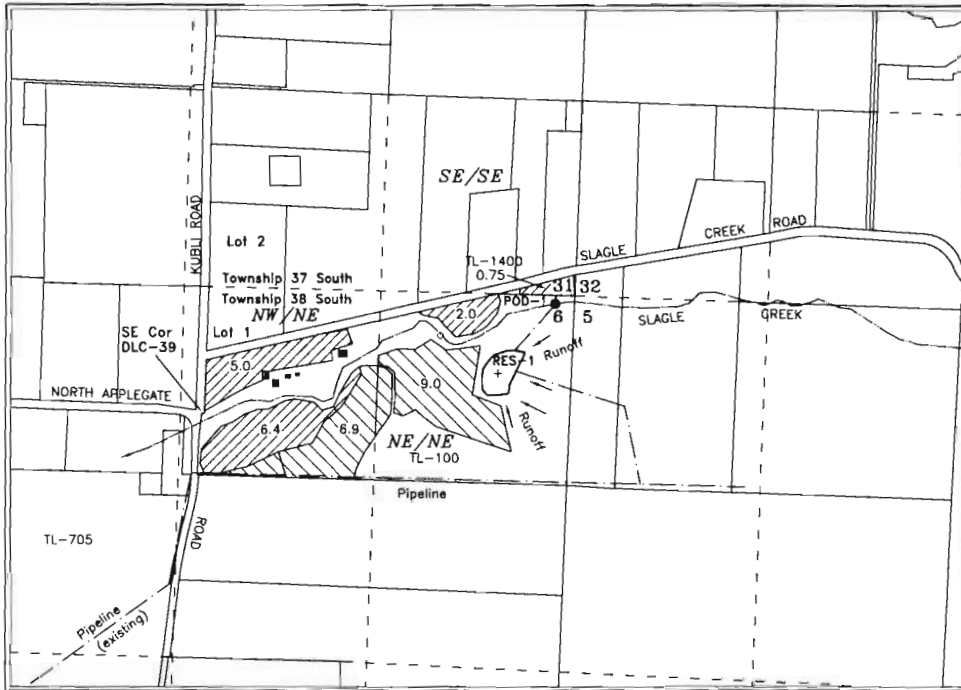 SE/SE
KUBLI ROAD
Lot 2
SLAGLE CREEK ROAD
TL-1400
0.75
31 32
Township 37 South
Township 38 South
NW/NE
POD-1
6 5
SLAGLE CREEK
SE Cor
DLC-39
Lot 1
2.0
5.0
RES-1
Runoff
NORTH APPLEGATE
9.0
6.4
6.9
NE/NE
TL-100
Runoff
Pipeline
ROAD
TL-705
Pipeline
(existing)